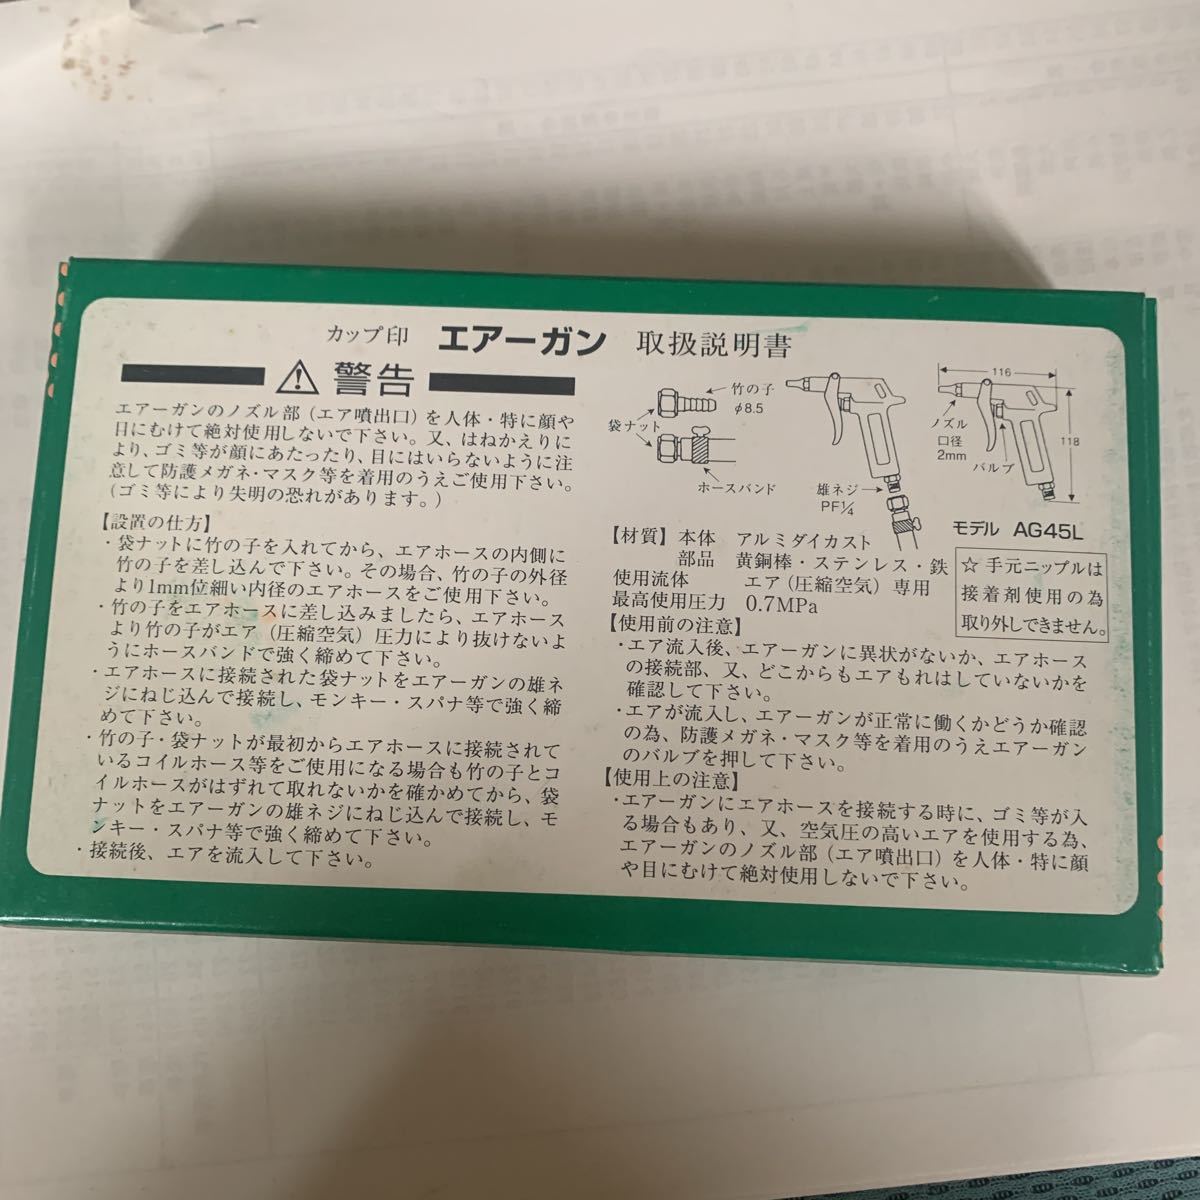 カップ印 エアーガン 取扱説明書
警告
エアーガンのノズル部（エア噴出口）を人体・特に顔や
目にむけて絶対使用しないで下さい。又、はねかえりに
より、ゴミ等が顔にあたったり、目にはいらないように注
意して防護メガネ・マスク等を着用のうえご使用下さい。
（ゴミ等により失明の恐れがあります。）
【設置の仕方】
・袋ナットに竹の子を入れてから、エアホースの内側に
竹の子を差し込んで下さい。その場合、竹の子の外径
より1mm位細い内径のエアホースをご使用下さい。
・竹の子をエアホースに差し込みましたら、エアホース
より竹の子がエア（圧縮空気）圧力により抜けないよ
うにホースバンドで強く締めて下さい。
・エアホースに接続された袋ナットをエアーガンの雄ネ
ジにねじ込んで接続し、モンキー・スパナ等で強く締
めて下さい。
・竹の子・袋ナットが最初からエアホースに接続されて
いるコイルホース等をご使用になる場合も竹の子とコ
イルホースがはずれて取れないかを確かめてから、袋
ナットをエアーガンの雄ネジにねじ込んで接続し、モ
ンキー・スパナ等で強く締めて下さい。
・接続後、エアを流入して下さい。
竹の子
φ8.5
袋ナット
ホースバンド
雄ネジ
PF1/4
116
118
ノズル
口径
2mm
バルブ
モデル AG45L
【材質】本体 アルミダイカスト
部品 黄銅棒・ステンレス・鉄
使用流体 エア（圧縮空気）専用
最高使用圧力 0.7MPa
☆手元ニップルは
接着剤使用の為
取り外しできません。
【使用前の注意】
・エア流入後、エアーガンに異状がないか、エアホース
の接続部、又、どこからもエアもれはしていないかを
確認して下さい。
・エアが流入し、エアーガンが正常に働くかどうか確認
の為、防護メガネ・マスク等を着用のうえエアーガン
のバルブを押して下さい。
【使用上の注意】
・エアーガンにエアホースを接続する時に、ゴミ等が入
る場合もあり、又、空気圧の高いエアを使用する為、
エアーガンのノズル部（エア噴出口）を人体・特に顔
や目にむけて絶対使用しないで下さい。